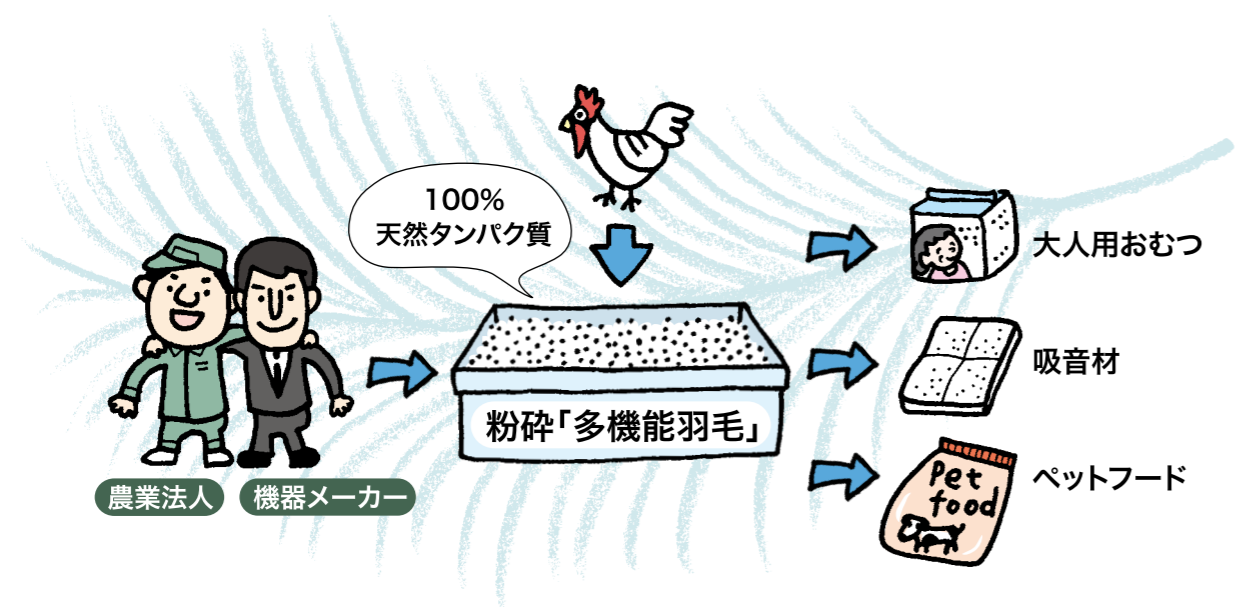 100%
天然タンパク質
大人用おむつ
吸音材
粉砕「多機能羽毛」
Pet
food
ペットフード
農業法人
機器メーカー